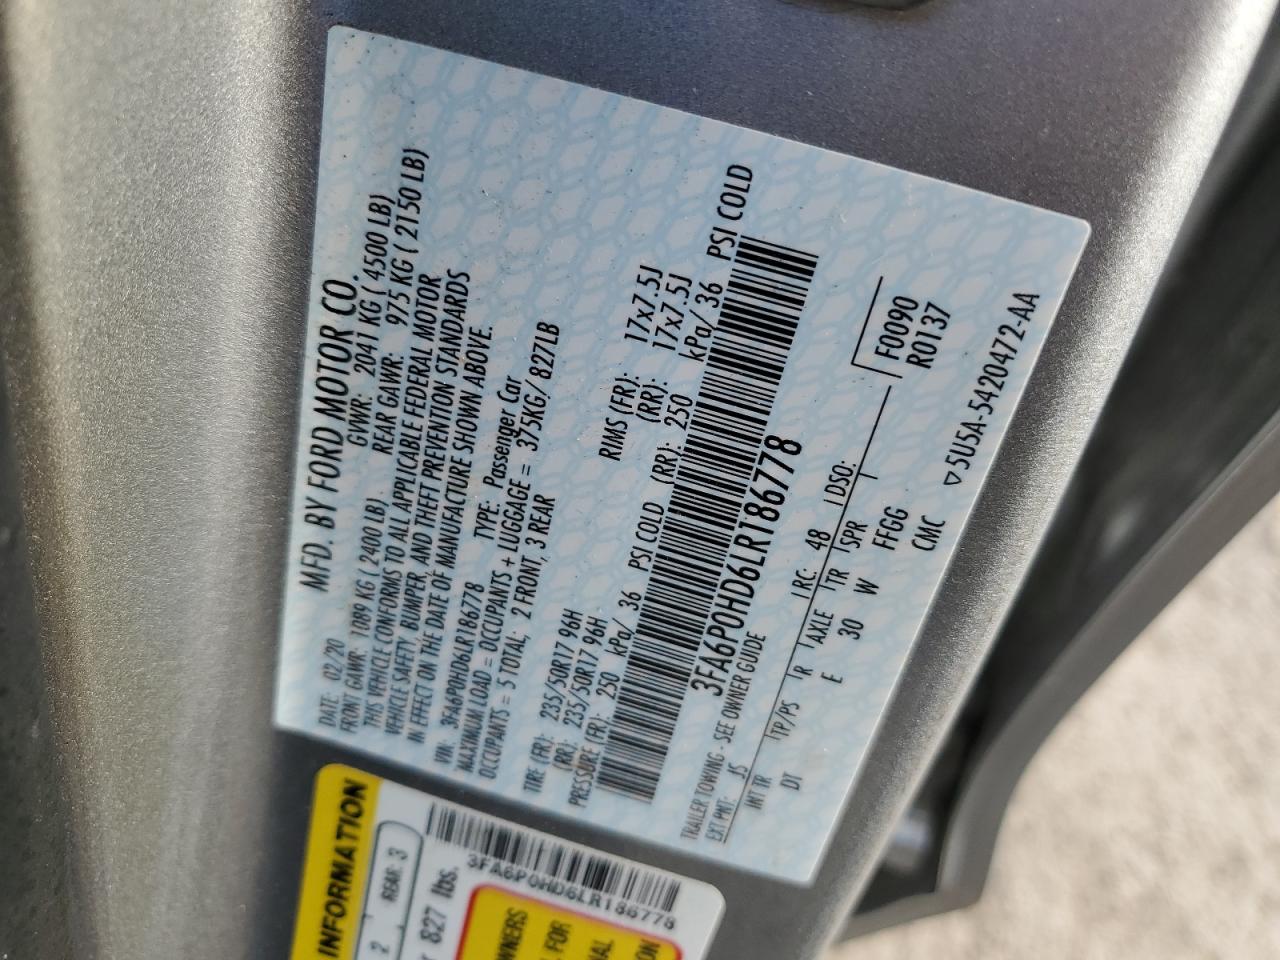 MFD. BY FORD MOTOR CO.
DATE: 02/20 GVWR: 2041 KG ( 4500 LB)
FRONT GAWR: 1089 KG ( 2400 LB) REAR GAWR: 975 KG ( 2150 LB)
THIS VEHICLE CONFORMS TO ALL APPLICABLE FEDERAL MOTOR
VEHICLE SAFETY, BUMPER, AND THEFT PREVENTION STANDARDS
IN EFFECT ON THE DATE OF MANUFACTURE SHOWN ABOVE.
VIN: 3FA6P0HD6LR186778 TYPE: Passenger Car
MAXIMUM LOAD = OCCUPANTS + LUGGAGE = 375KG/ 827LB
OCCUPANTS = 5 TOTAL; 2 FRONT, 3 REAR
TIRE (FR): 235/50R17 96H RIMS (FR): 17x7.5J
(RR): 235/50R17 96H (RR): 17x7.5J
PRESSURE (FR): 250 kPa/ 36 PSI COLD (RR): 250 kPa/ 36 PSI COLD
3FA6P0HD6LR186778
TRAILER TOWING - SEE OWNER GUIDE
EXT PNT: JS RC: 48 DSO: F0090
R0137
INT TR TP/PS R AXLE TR SPR
DT E 30 W FFGG
CMC
▽5U5A-5420472-AA
INFORMATION
2 REAR: 3
827 lbs.
3FA6P0HD6LR186778
FOR